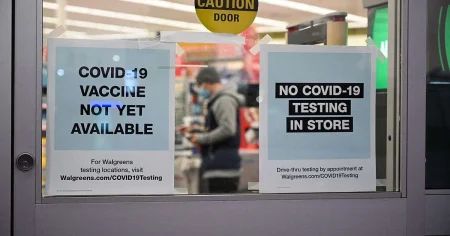 CAUTION
DOOR
COVID-19
VACCINE
NOT YET
AVAILABLE
For Walgreens
testing locations, visit
Walgreens.com/COVID19Testing
NO COVID-19
TESTING
IN STORE
Drive-thru testing by appointment at
Walgreens.com/COVID19Testing